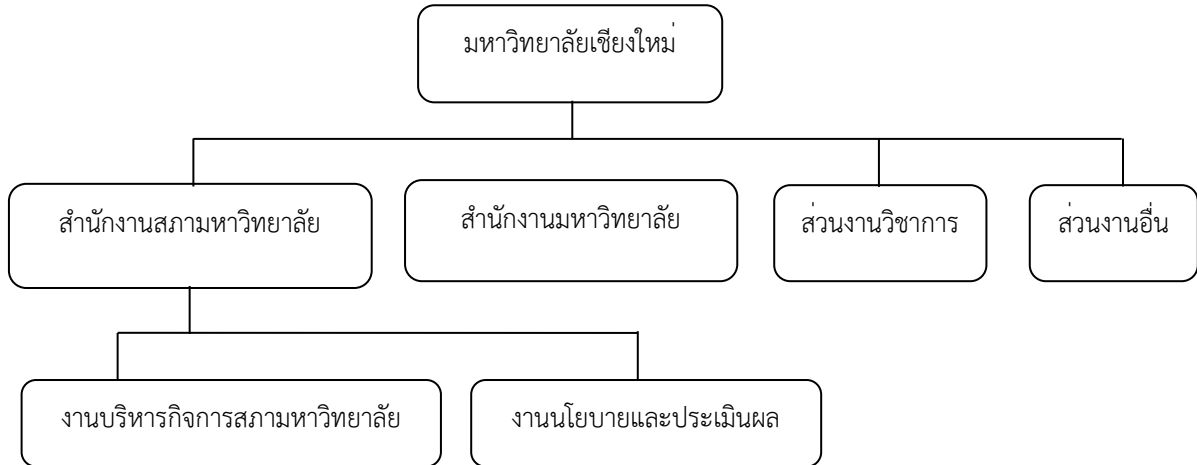 มหาวิทยาลัยเชียงใหม่
สำนักงานสภามหาวิทยาลัย
สำนักงานมหาวิทยาลัย
ส่วนงานวิชาการ
ส่วนงานอื่น
งานบริหารกิจการสภามหาวิทยาลัย
งานนโยบายและประเมินผล